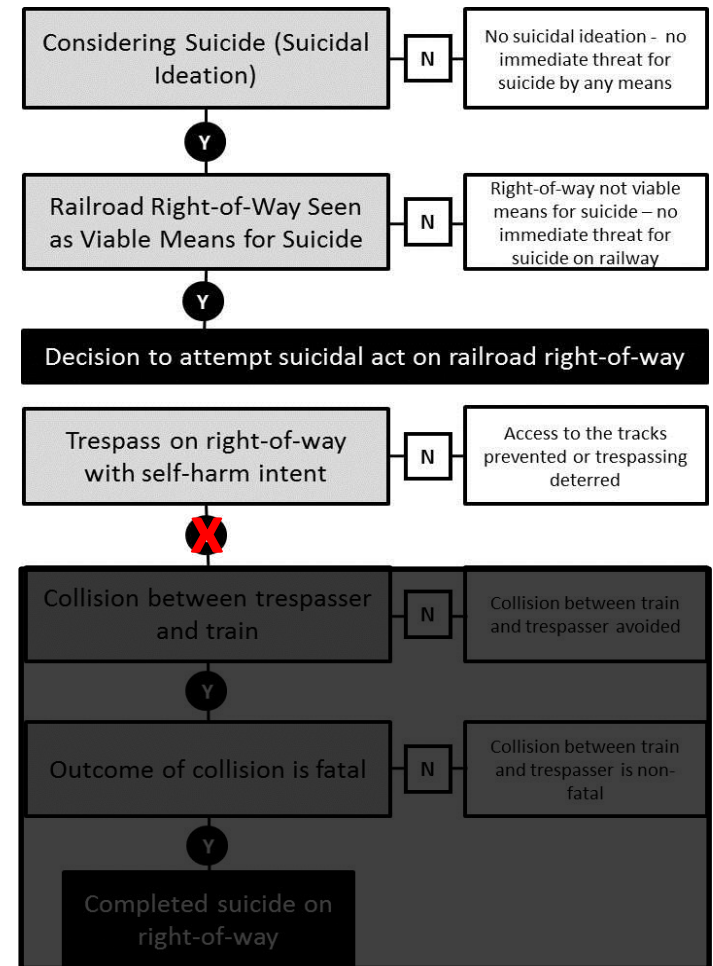 Considering Suicide (Suicidal
Ideation)
N
No suicidal ideation - no
immediate threat for
suicide by any means
Y
Railroad Right-of-Way Seen
as Viable Means for Suicide
N
Right-of-way not viable
means for suicide – no
immediate threat for
suicide on railway
Y
Decision to attempt suicidal act on railroad right-of-way
Trespass on right-of-way
with self-harm intent
N
Access to the tracks
prevented or trespassing
deterred
X
Collision between trespasser
and train
N
Collision between train
and trespasser avoided
Y
Outcome of collision is fatal
N
Collision between train
and trespasser is non-
fatal
Y
Completed suicide on
right-of-way